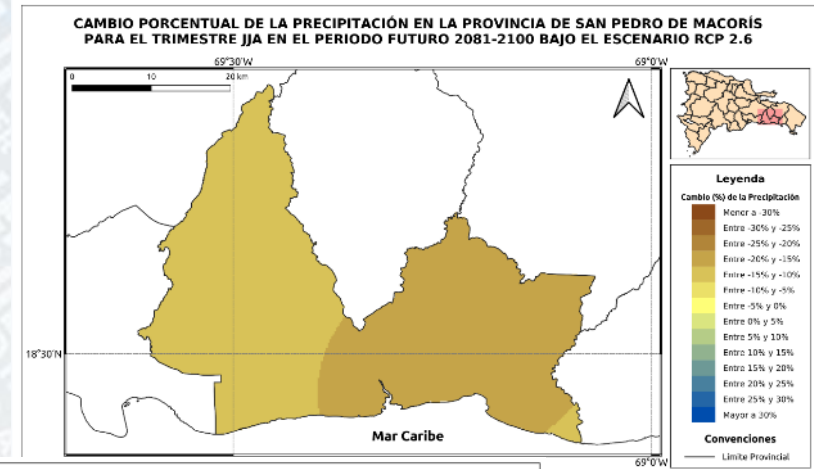 CAMBIO PORCENTUAL DE LA PRECIPITACIÓN EN LA PROVINCIA DE SAN PEDRO DE MACORÍS
PARA EL TRIMESTRE JJA EN EL PERIODO FUTURO 2081-2100 BAJO EL ESCENARIO RCP 2.6
69°30'W
69°0'W
0 10 20 km
18°30'N
Mar Caribe
69°0'W
Leyenda
Cambio (%) de la Precipitación
Menor a -30%
Entre -30% y -25%
Entre -25% y -20%
Entre -20% y -15%
Entre -15% y -10%
Entre -10% y -5%
Entre -5% y 0%
Entre 0% y 5%
Entre 5% y 10%
Entre 10% y 15%
Entre 15% y 20%
Entre 20% y 25%
Entre 25% y 30%
Mayor a 30%
Convenciones
Limite Provincial